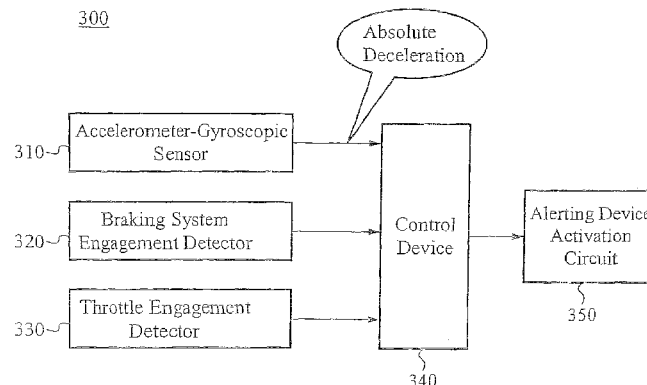 300
Absolute
Deceleration
Accelerometer-Gyroscopic
Sensor
310
Braking System
Engagement Detector
320
Throttle Engagement
Detector
330
Control
Device
340
Alerting Device
Activation
Circuit
350